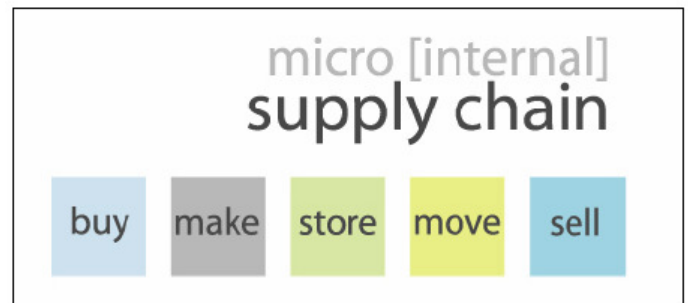 micro [internal]
supply chain
buy make store move sell